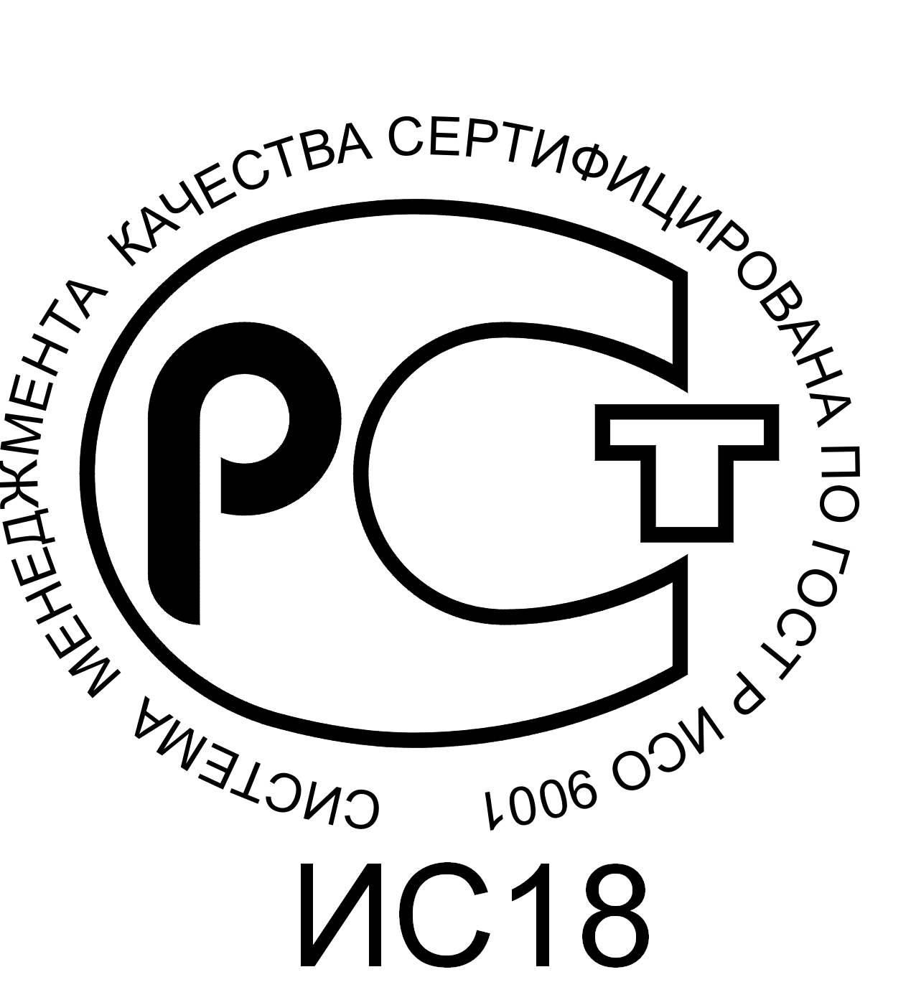 СИСТЕМА МЕНЕДЖМЕНТА КАЧЕСТВА СЕРТИФИЦИРОВАНА ПО ГОСТ Р ИСО 9001
РСТ
ИС18